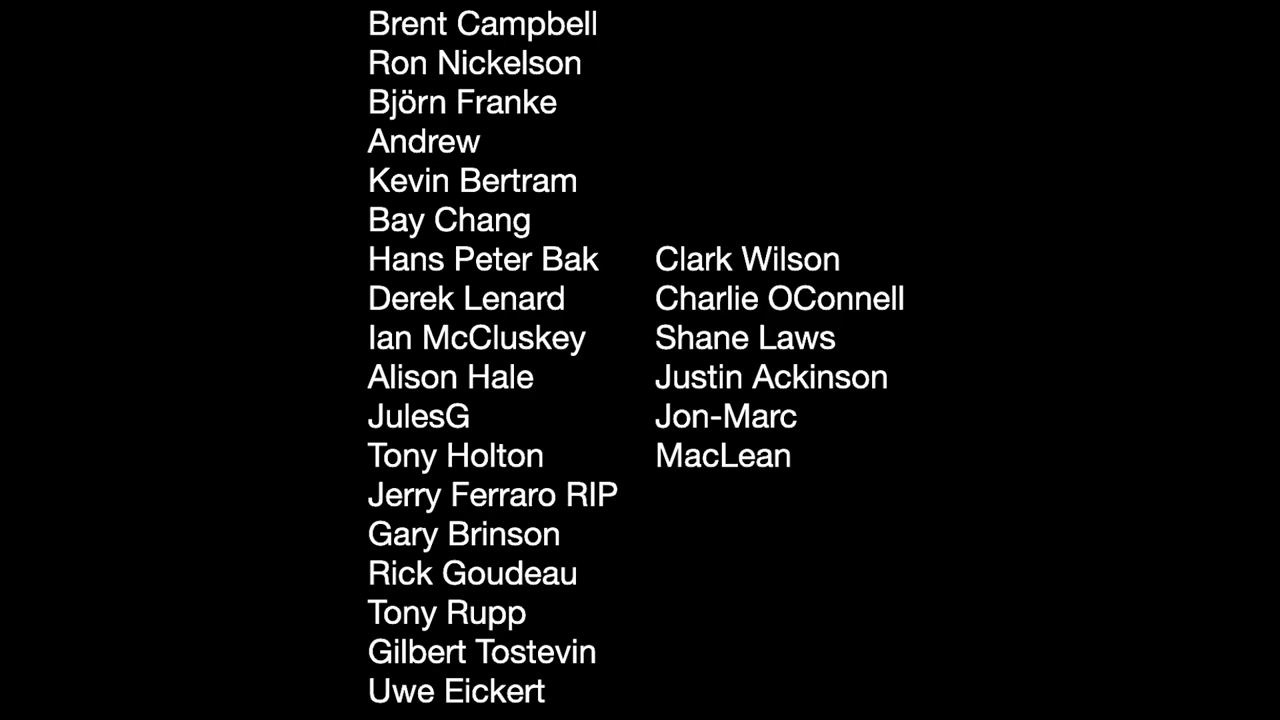 Brent Campbell
Ron Nickelson
Björn Franke
Andrew
Kevin Bertram
Bay Chang
Hans Peter Bak
Derek Lenard
Ian McCluskey
Alison Hale
JulesG
Tony Holton
Jerry Ferraro RIP
Gary Brinson
Rick Goudeau
Tony Rupp
Gilbert Tostevin
Uwe Eickert
Clark Wilson
Charlie OConnell
Shane Laws
Justin Ackinson
Jon-Marc
MacLean